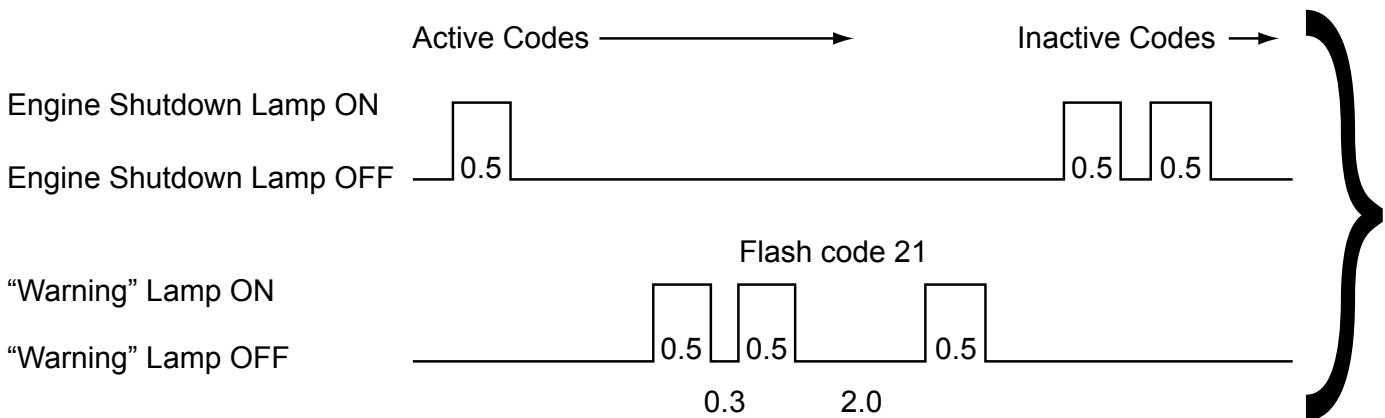 Active Codes
Inactive Codes
Engine Shutdown Lamp ON
0.5
0.5
0.5
Engine Shutdown Lamp OFF
Flash code 21
“Warning” Lamp ON
0.5
0.5
0.5
“Warning” Lamp OFF
0.3
2.0